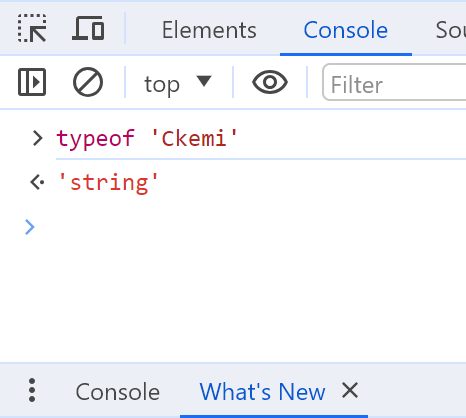 Elements Console Sou
top Filter
> typeof 'Ckemi'
'string'
>
Console What's New